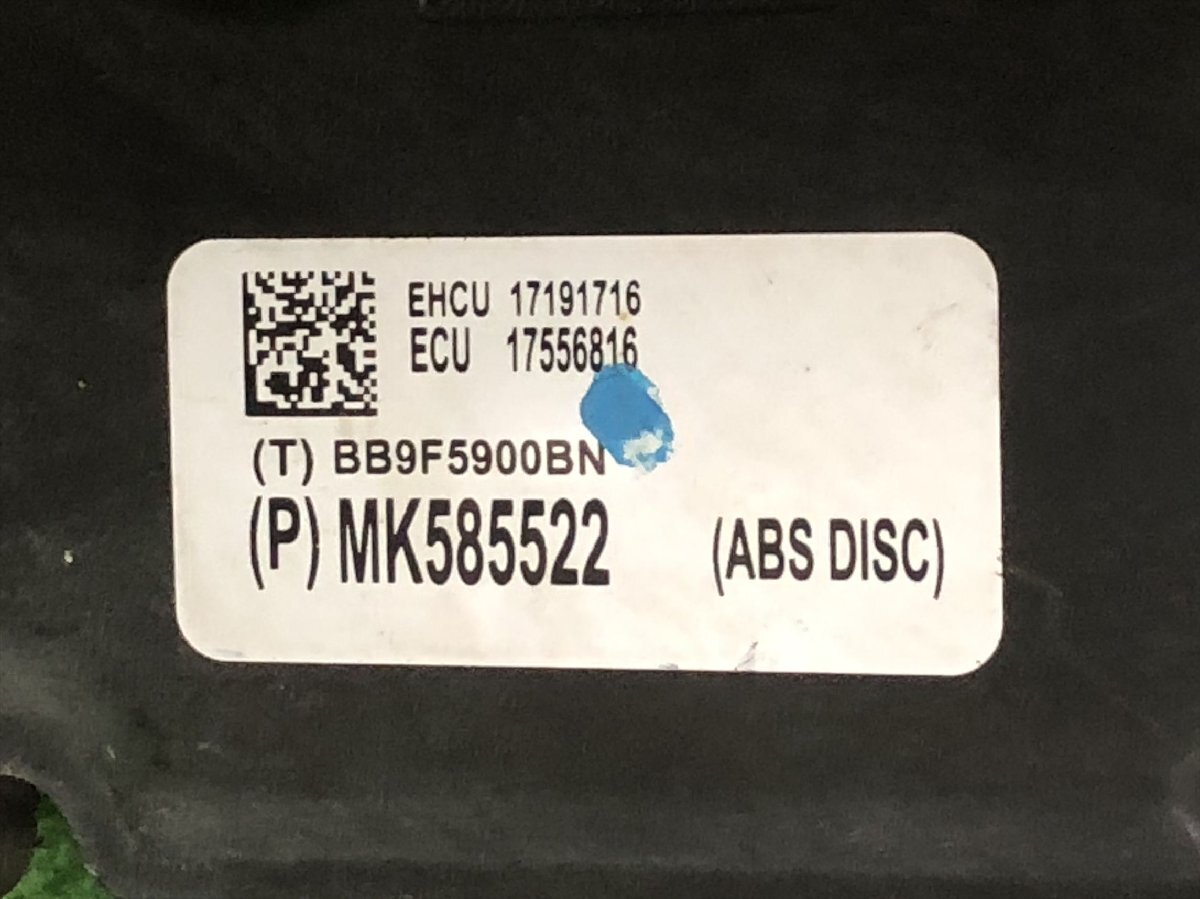 EHCU 17191716
ECU 17556816
(T) BB9F5900BN
(P) MK585522 (ABS DISC)